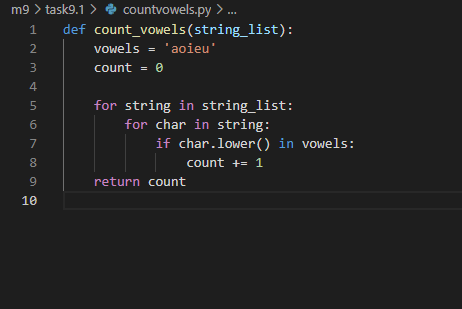 m9 > task9.1 > countvowels.py > ...
1 def count_vowels(string_list):
2     vowels = 'aoieu'
3     count = 0
4
5     for string in string_list:
6         for char in string:
7             if char.lower() in vowels:
8                 count += 1
9     return count
10